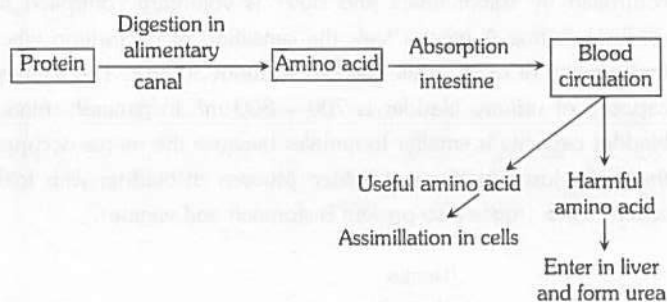 Digestion in
alimentary
canal
Protein
Amino acid
Absorption
intestine
Blood
circulation
Useful amino acid
Assimillation in cells
Harmful
amino acid
Enter in liver
and form urea